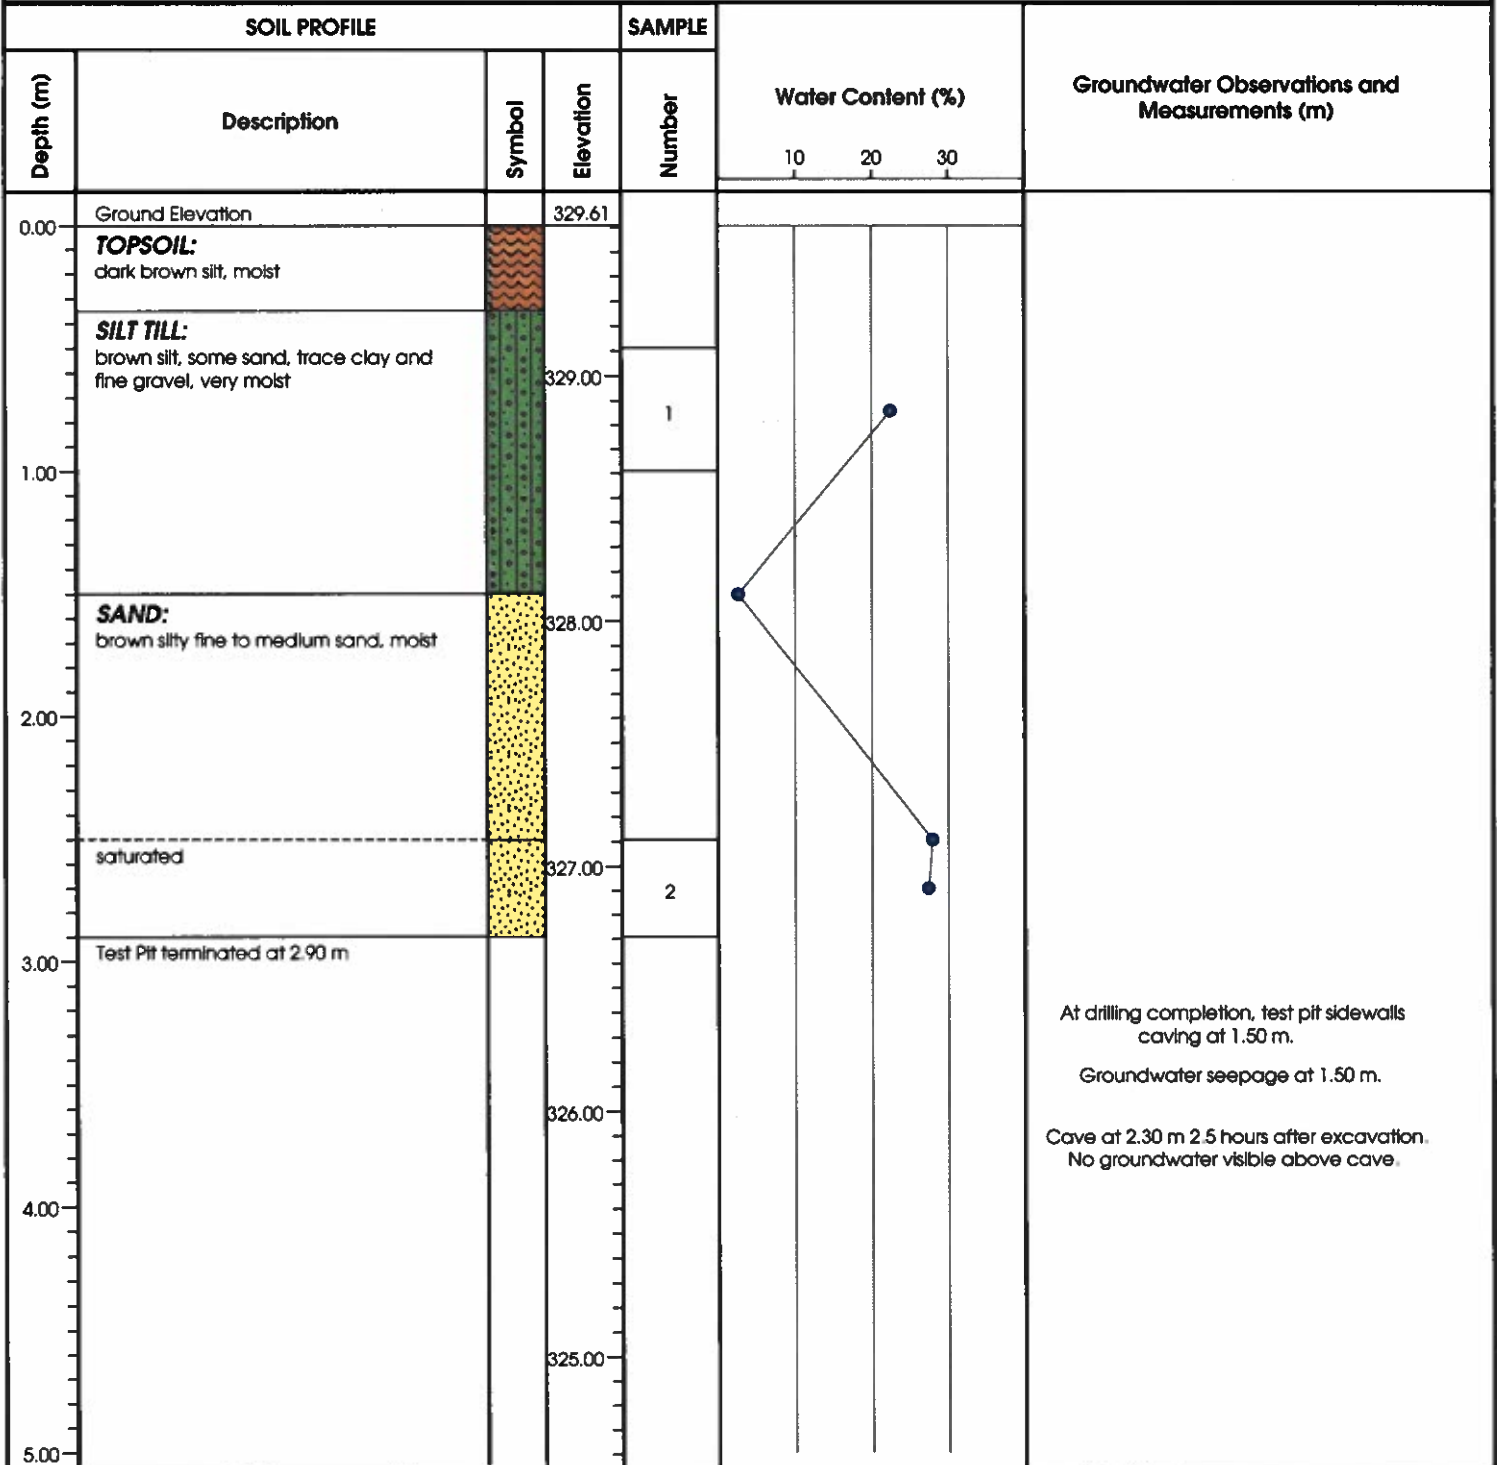 SOIL PROFILE
SAMPLE
Depth (m)
Description
Symbol
Elevation
Number
Water Content (%)
10 20 30
Groundwater Observations and
Measurements (m)
Ground Elevation
329.61
0.00
TOPSOIL:
dark brown silt, moist
SILT TILL:
brown silt, some sand, trace clay and
fine gravel, very moist
329.00
1
1.00
SAND:
brown silty fine to medium sand, moist
328.00
2.00
saturated
327.00
2
Test Pit terminated at 2.90 m
3.00
At drilling completion, test pit sidewalls
caving at 1.50 m.
Groundwater seepage at 1.50 m.
326.00
Cave at 2.30 m 2.5 hours after excavation.
No groundwater visible above cave.
4.00
325.00
5.00